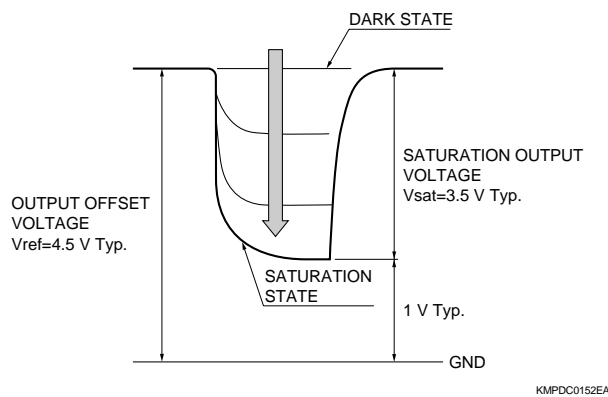 DARK STATE
OUTPUT OFFSET
VOLTAGE
Vref=4.5 V Typ.
SATURATION OUTPUT
VOLTAGE
Vsat=3.5 V Typ.
SATURATION
STATE
1 V Typ.
GND
KMPDC0152EA